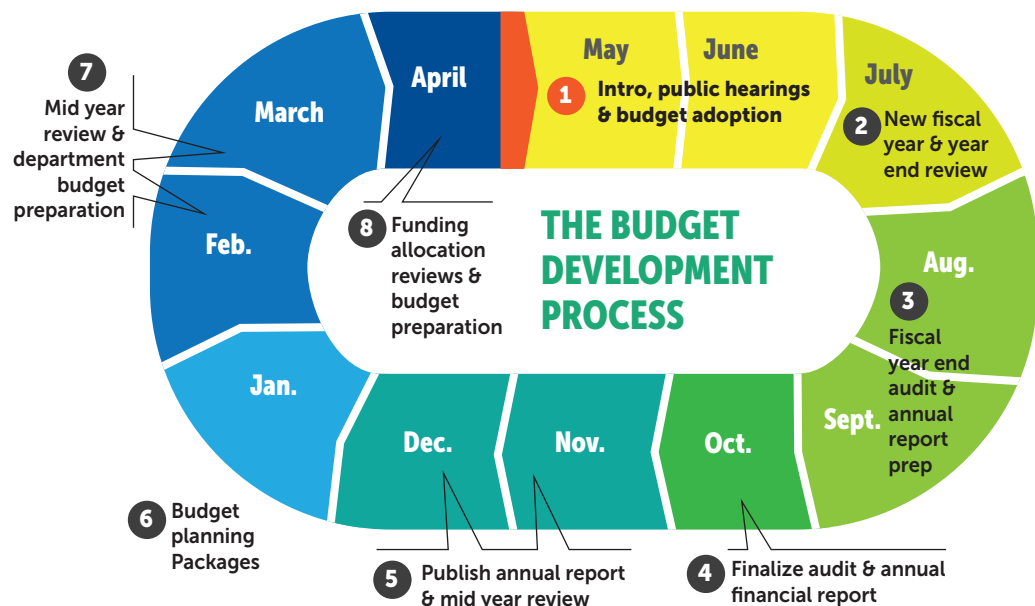 THE BUDGET
DEVELOPMENT
PROCESS
May
June
1
Intro, public hearings
& budget adoption
July
2
New fiscal
year & year
end review
Aug.
Sept.
3
Fiscal
year end
audit &
annual
report
prep
Oct.
4
Finalize audit & annual
financial report
Nov.
Dec.
5
Publish annual report
& mid year review
Jan.
6
Budget
planning
Packages
Feb.
March
7
Mid year
review &
department
budget
preparation
April
8
Funding
allocation
reviews &
budget
preparation